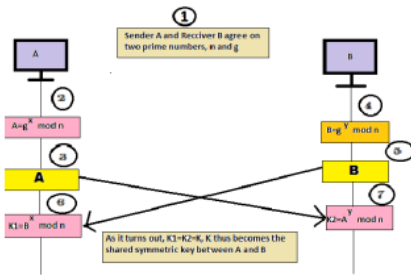 1
Sender A and Recciver B agree on
two prime numbers, n and g
A
B
2
4
A=g^x mod n
B=g^Y mod n
3
5
A
B
6
7
K1=B^x mod n
K2=A^y mod n
As it turns out, K1=K2=K, K thus becomes the
shared symmetric key between A and B